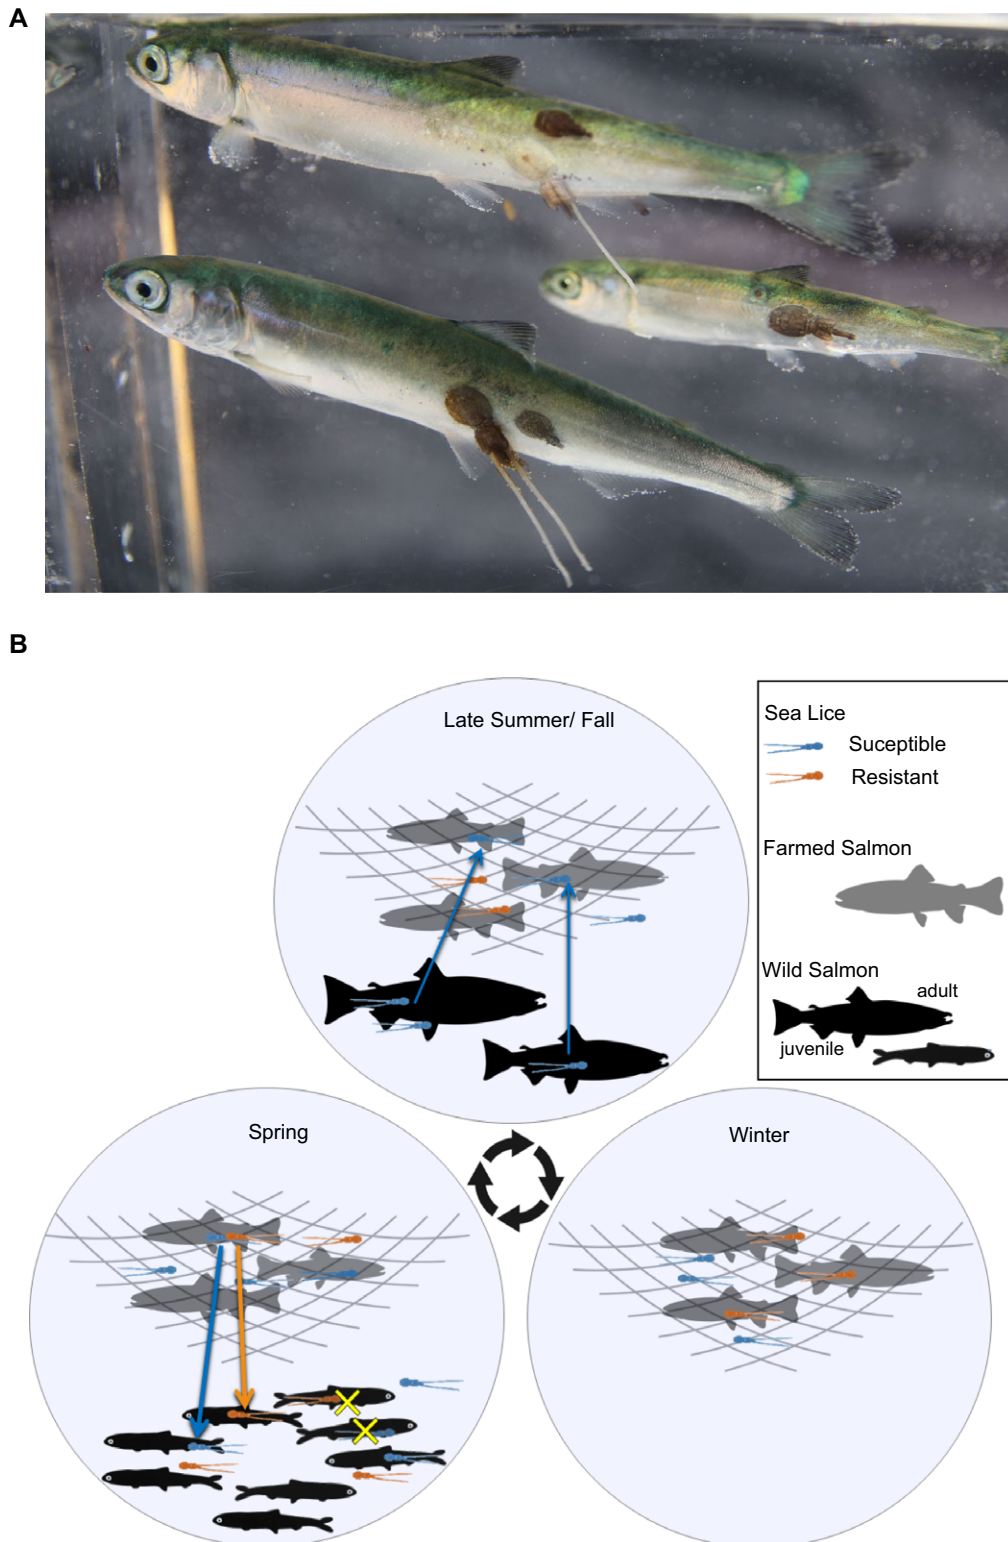 A
B
Late Summer/ Fall
Sea Lice
Suceptible
Resistant
Farmed Salmon
Wild Salmon
adult
juvenile
Spring
Winter